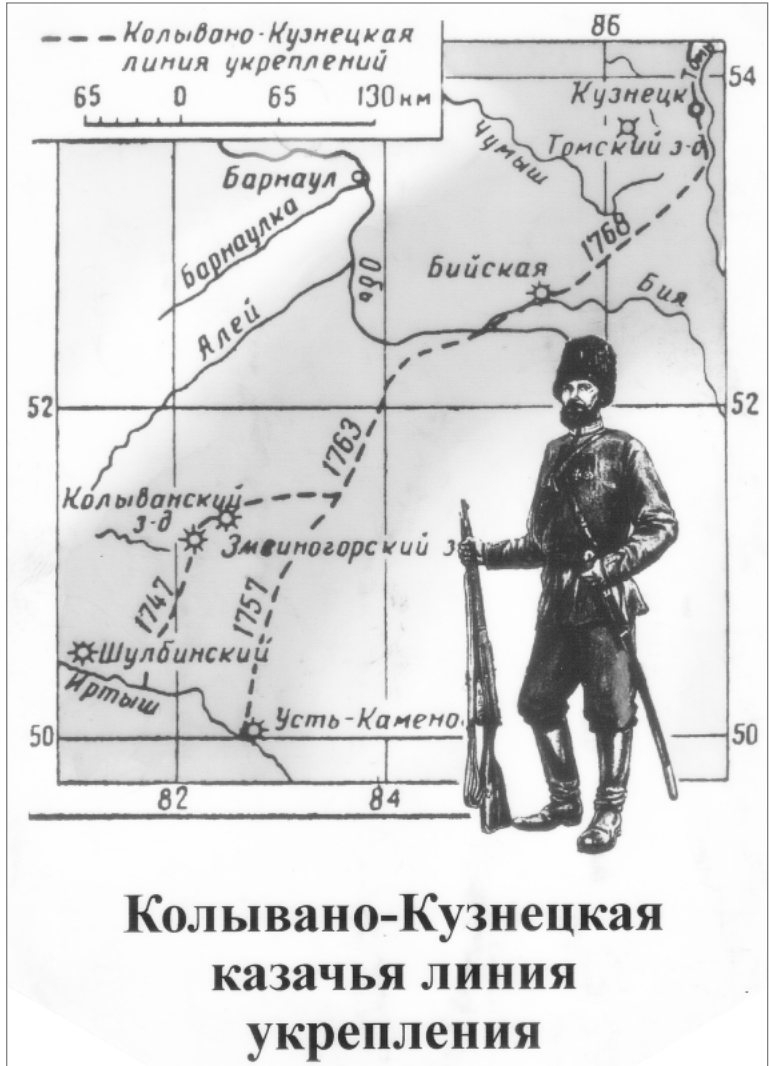 Колывано-Кузнецкая
линия укреплений
65 0 65 130 км
86
54
Томь
Кузнецк
Томский з-д
Чумыш
Барнаул
Барнаулка
1768
Бийская
Обь
Бия
Алей
52
52
1763
Колыванский
з-д
Змеиногорский з
1747
1757
Шулбинский
Иртыш
Усть-Камено
50
50
82
84
Колывано-Кузнецкая
казачья линия
укрепления